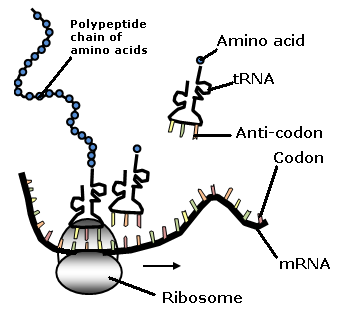 Polypeptide
chain of
amino acids
Amino acid
tRNA
Anti-codon
Codon
mRNA
Ribosome